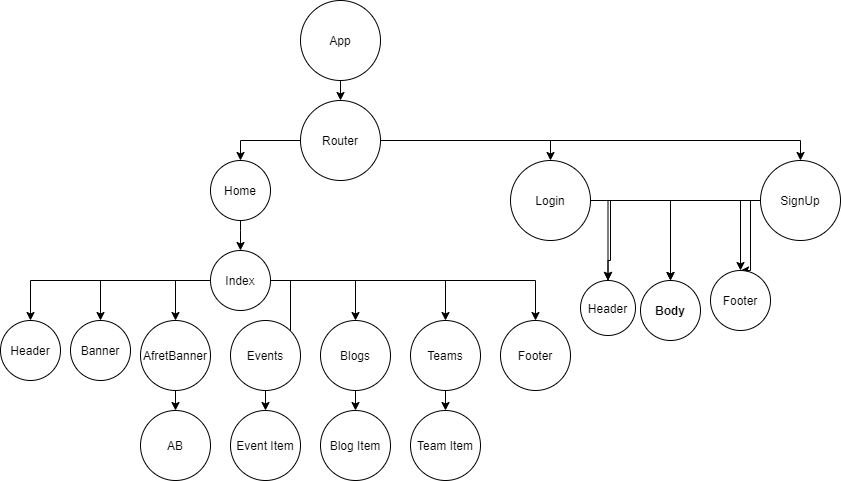 App
Router
Home
Login
SignUp
Index
Header
Body
Footer
Header
Banner
AfretBanner
Events
Blogs
Teams
Footer
AB
Event Item
Blog Item
Team Item